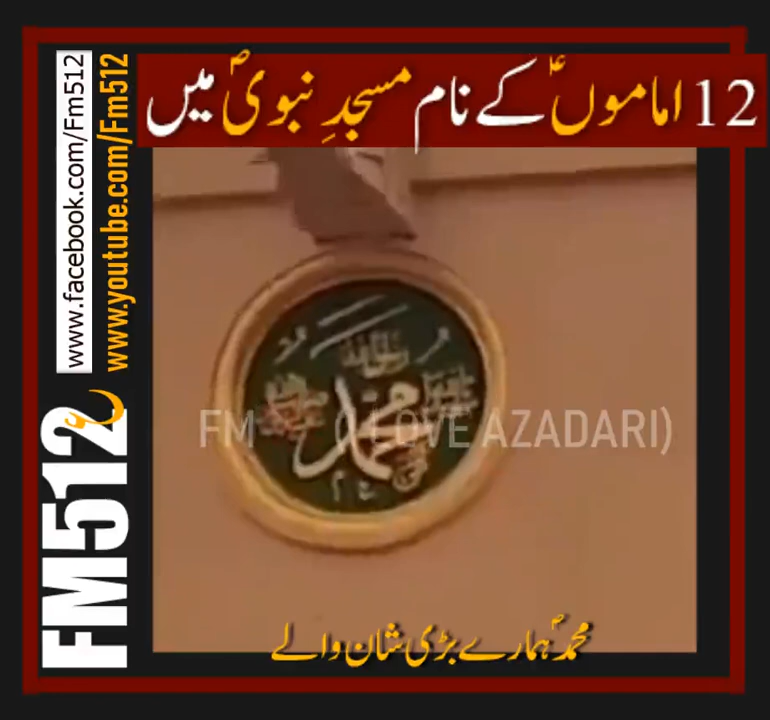 12 اماموںؑ کے نام مسجدِ نبویؐ میں
www.facebook.com/Fm512
www.youtube.com/Fm512
FM512
محمد
FM (I LOVE AZADARI)
محمدؐ ہمارے بڑی شان والے